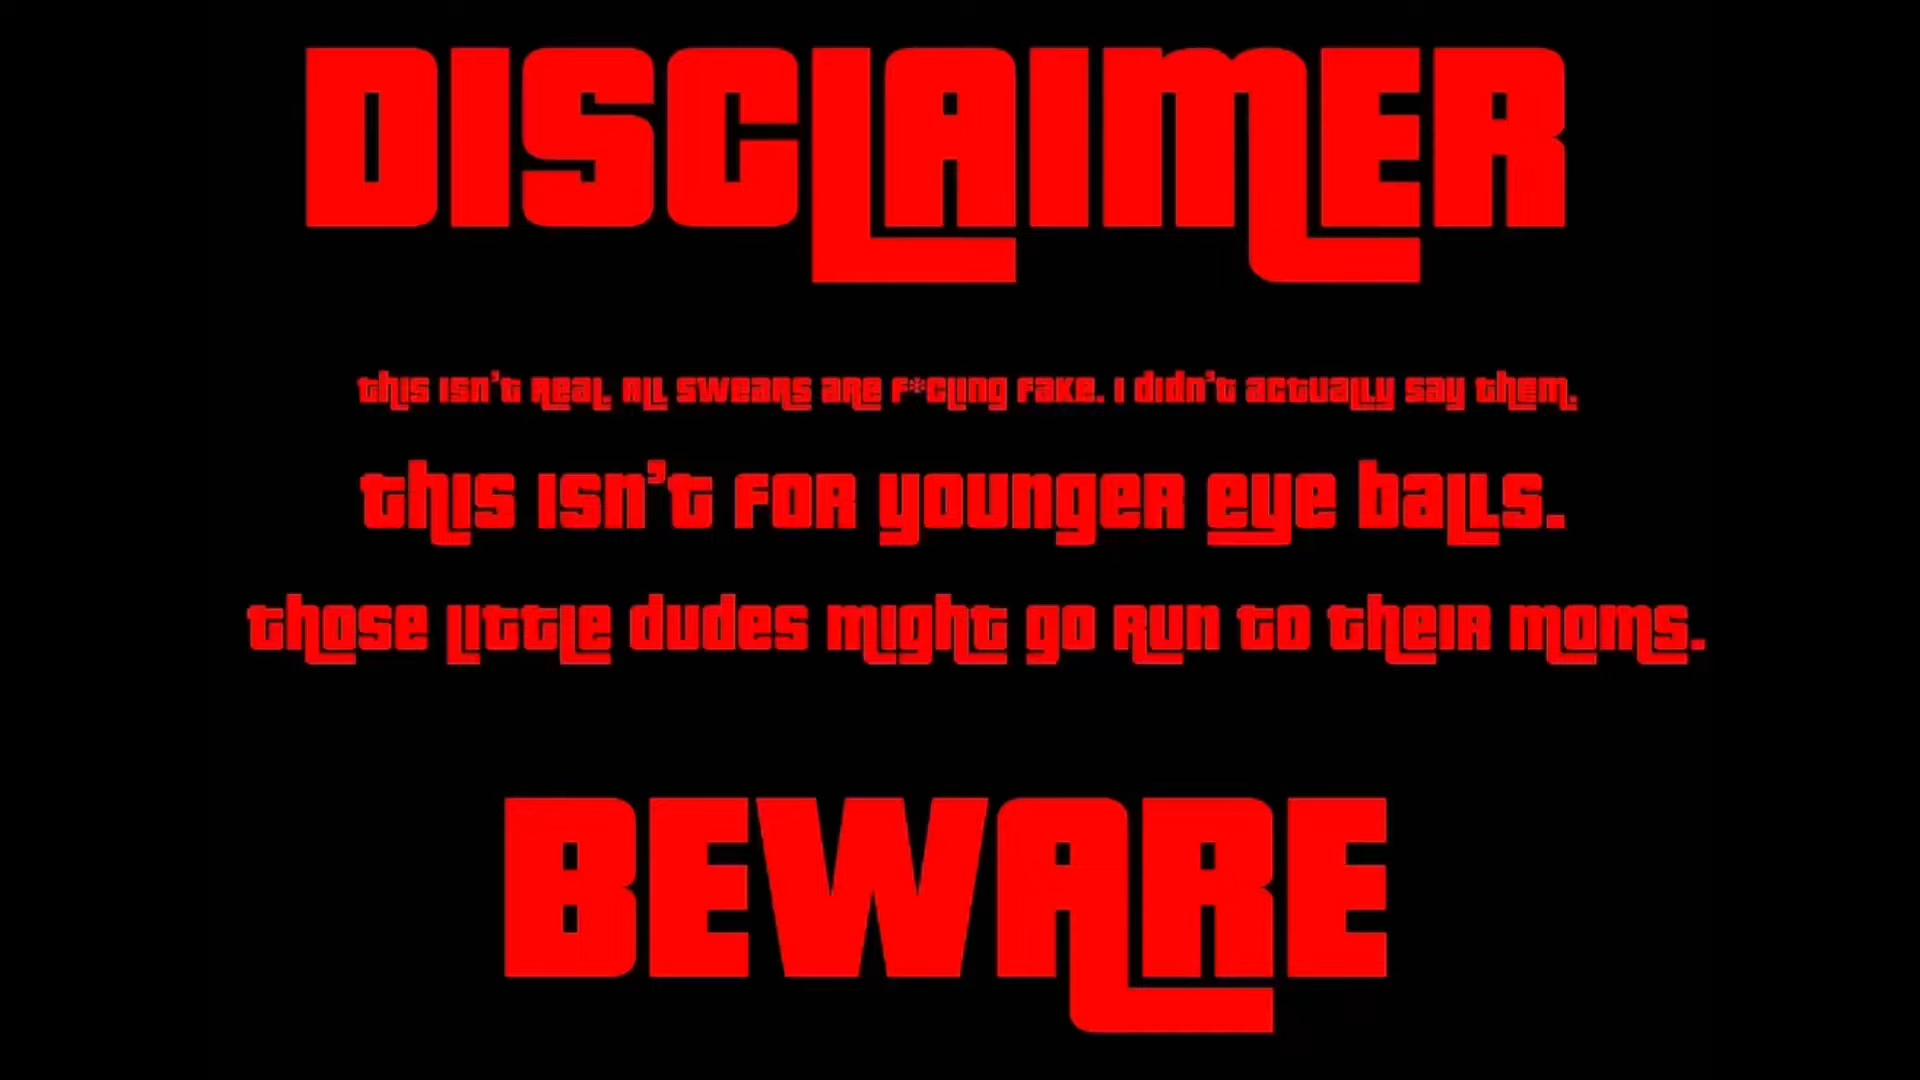 DISCLAIMER
this isn't real. All swears are f*cking fake. I didn't actually say them.
this isn't for younger eye balls.
those little dudes might go run to their moms.
BEWARE